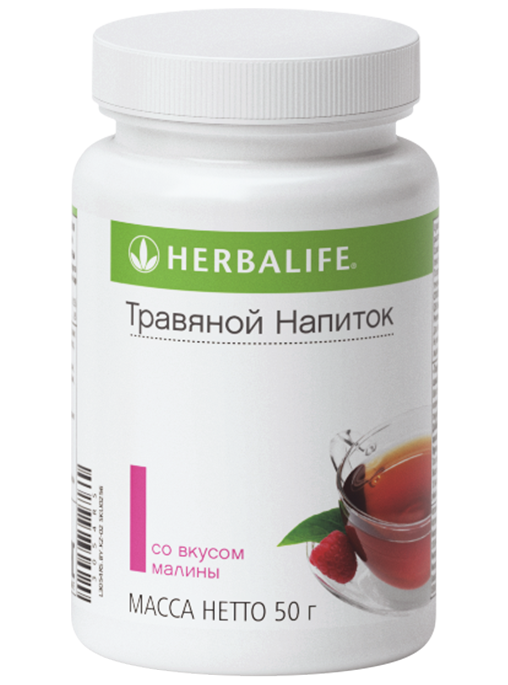 HERBALIFE®
Травяной Напиток
со вкусом
малины
МАССА НЕТТО 50 г